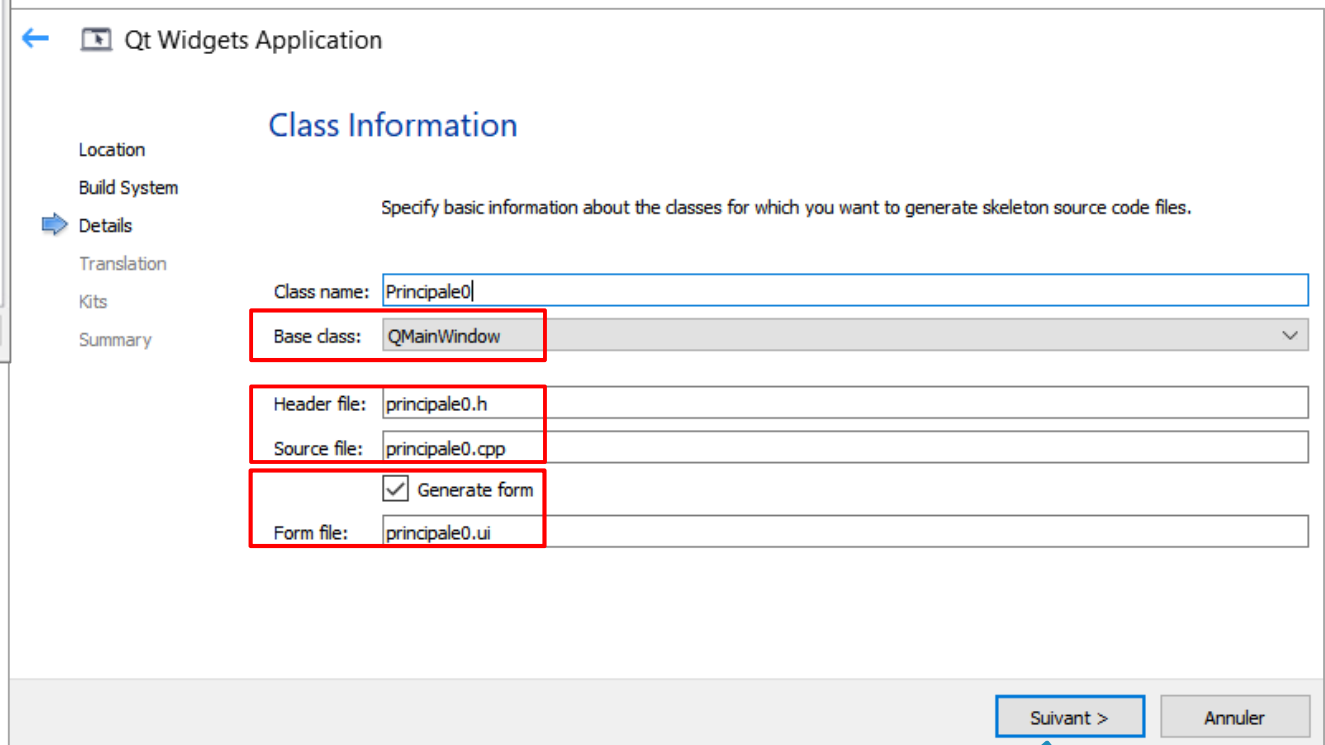 Qt Widgets Application
Class Information
Location
Build System
Details
Translation
Kits
Summary
Specify basic information about the classes for which you want to generate skeleton source code files.
Class name: Principale0
Base class: QMainWindow
Header file: principale0.h
Source file: principale0.cpp
Generate form
Form file: principale0.ui
Suivant > Annuler